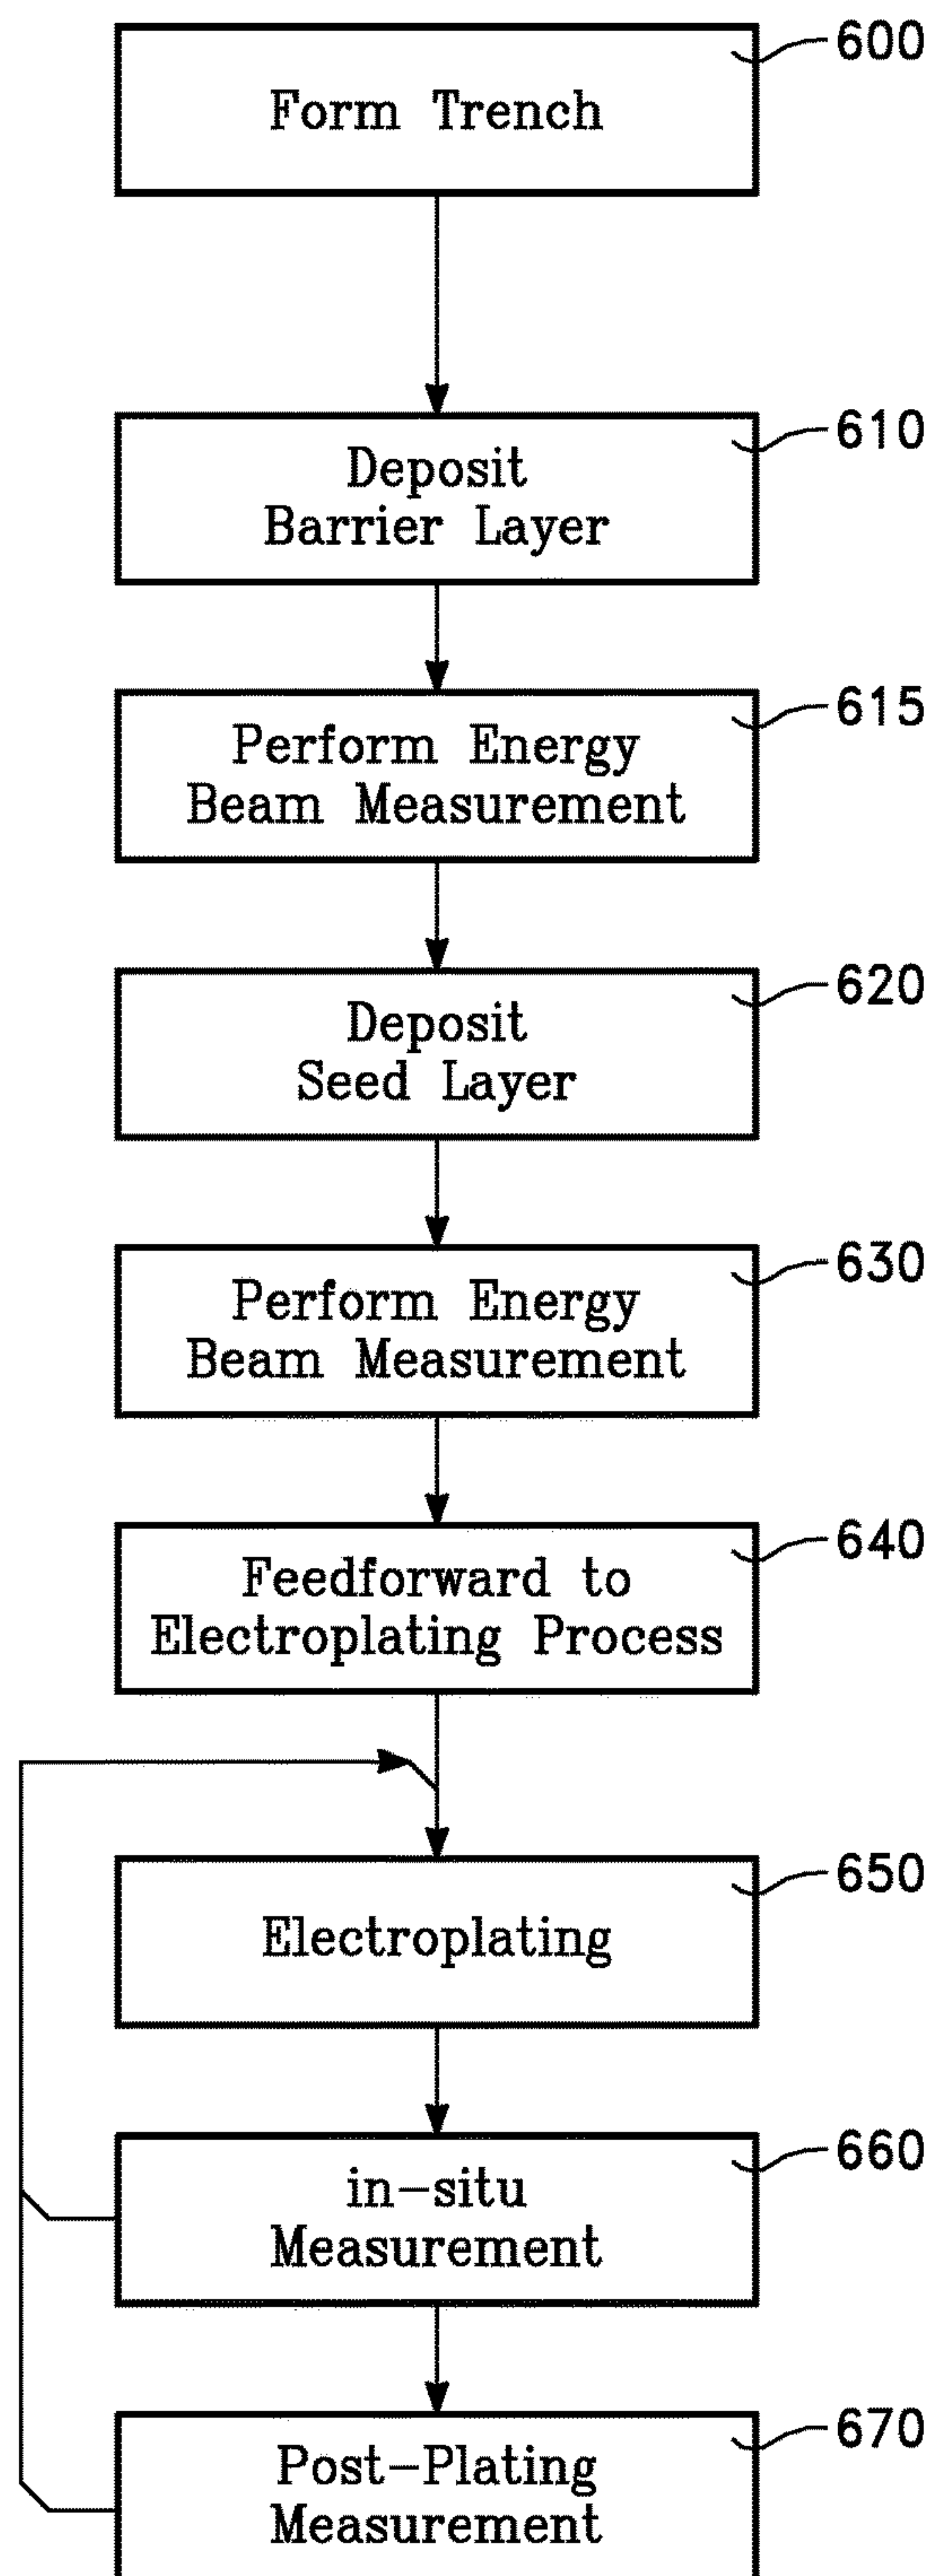 600
Form Trench
610
Deposit
Barrier Layer
615
Perform Energy
Beam Measurement
620
Deposit
Seed Layer
630
Perform Energy
Beam Measurement
640
Feedforward to
Electroplating Process
650
Electroplating
660
in-situ
Measurement
670
Post-Plating
Measurement